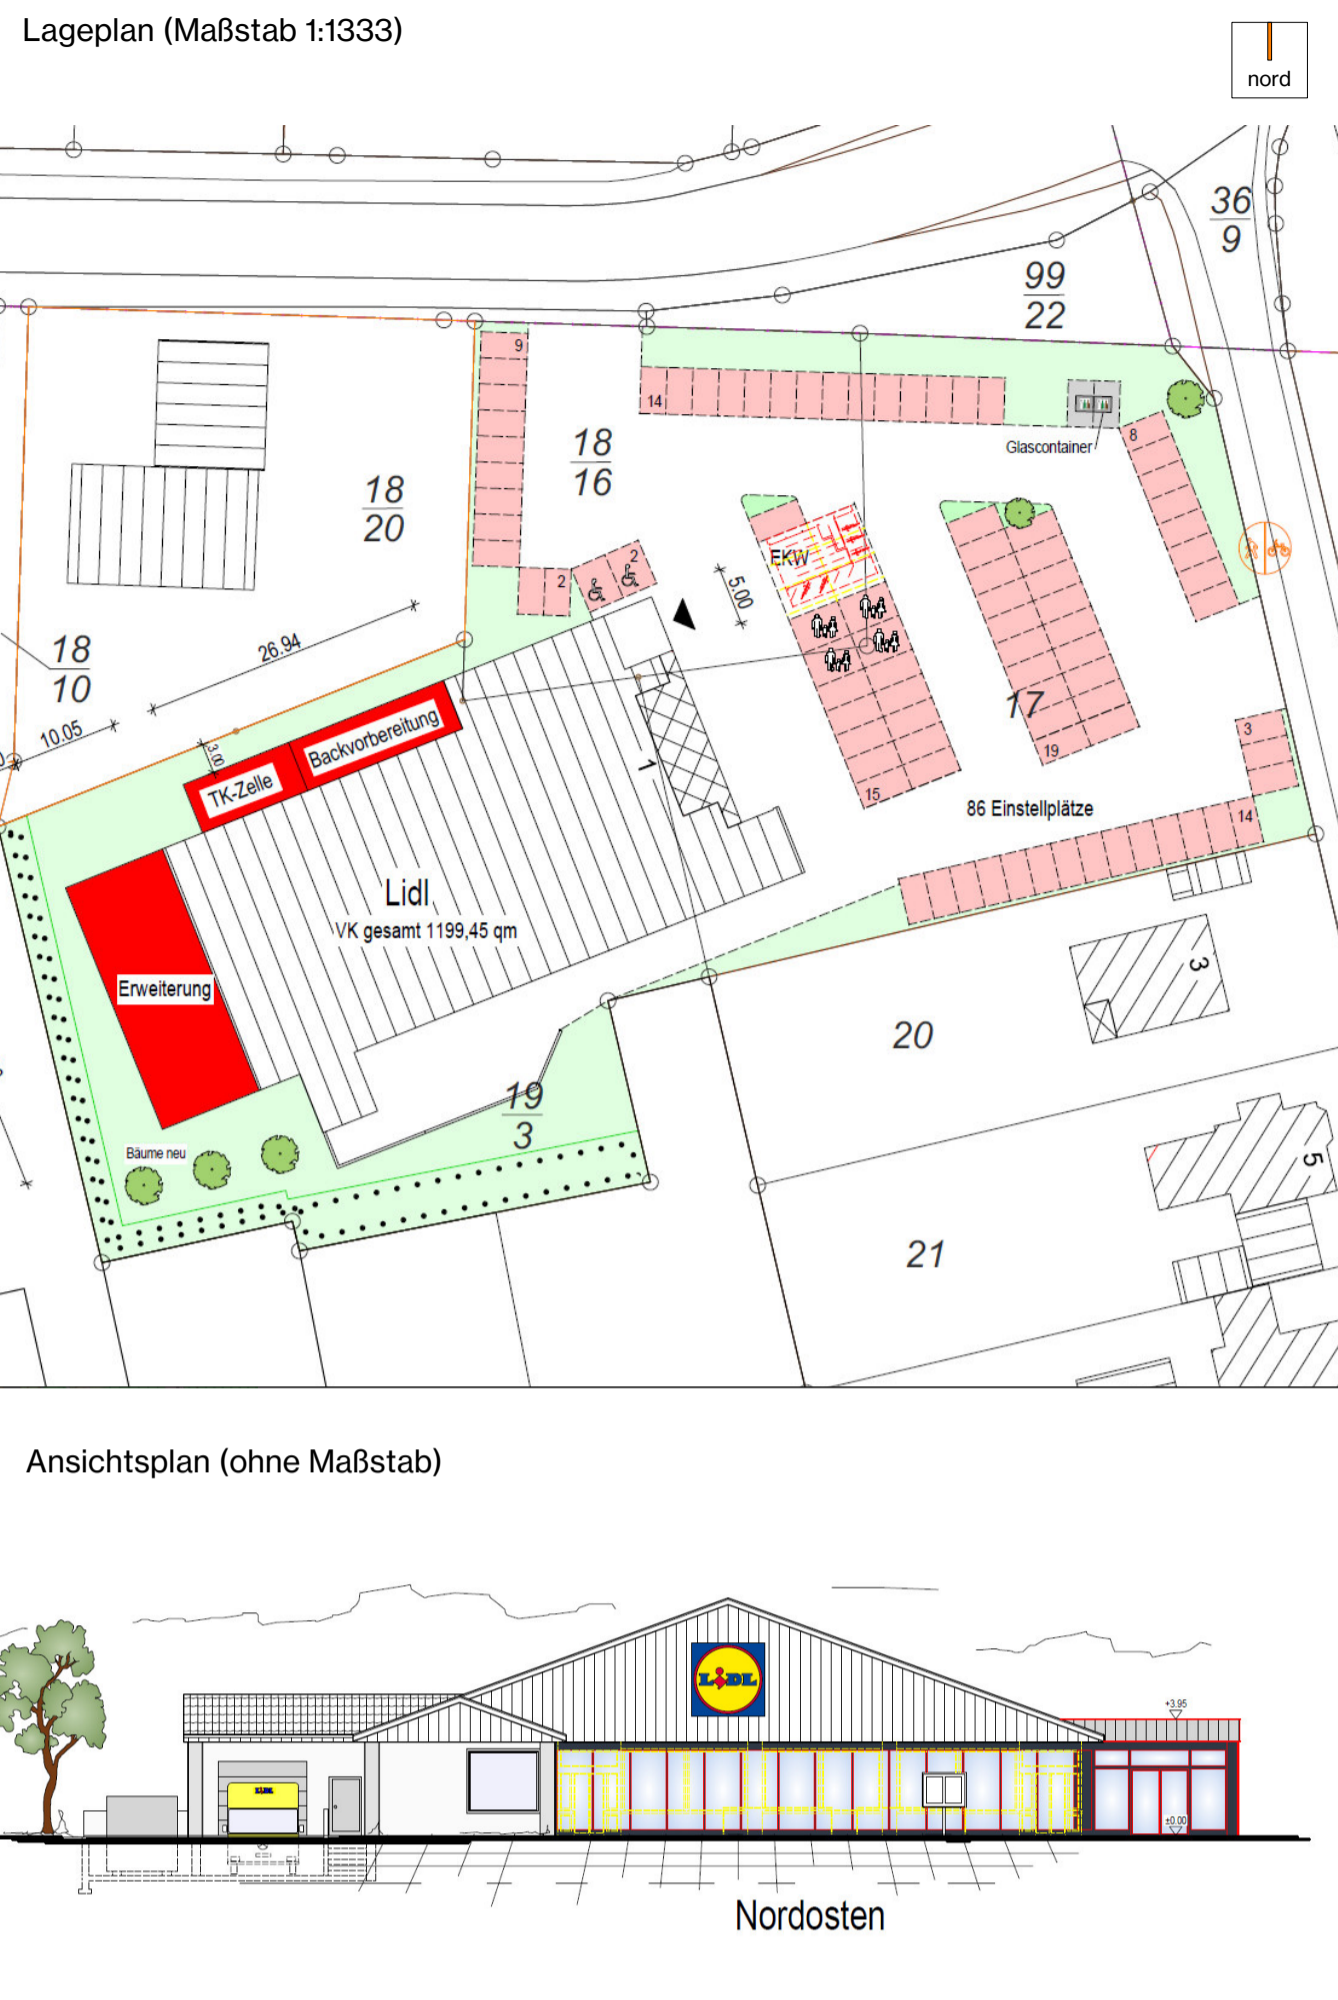 Lageplan (Maßstab 1:1333)
nord
36
9
99
22
9
14
Glascontainer
8
18
16
18
20
2
2
EKW
5.00
18
10
26.94
10.05
3.00
TK-Zelle
Backvorbereitung
1
17
19
15
3
14
86 Einstellplätze
Lidl
VK gesamt 1199,45 qm
Erweiterung
3
20
19
3
Bäume neu
5
21
Ansichtsplan (ohne Maßstab)
LIDL
+3.95
LIDL
±0.00
Nordosten